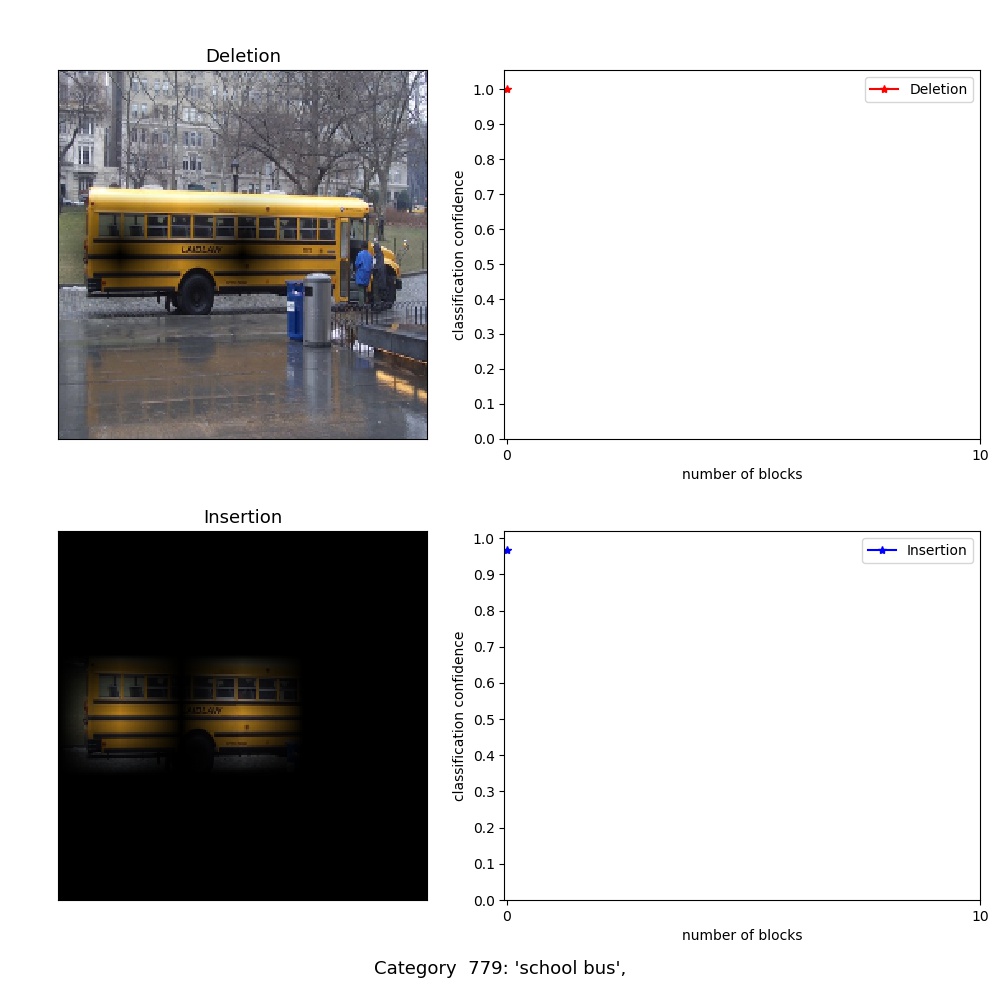 Deletion
LAIDLAW
1.0
0.9
0.8
0.7
0.6
0.5
0.4
0.3
0.2
0.1
0.0
classification confidence
Deletion
0
10
number of blocks
Insertion
LAIDLAW
1.0
0.9
0.8
0.7
0.6
0.5
0.4
0.3
0.2
0.1
0.0
classification confidence
Insertion
0
10
number of blocks
Category 779: 'school bus',